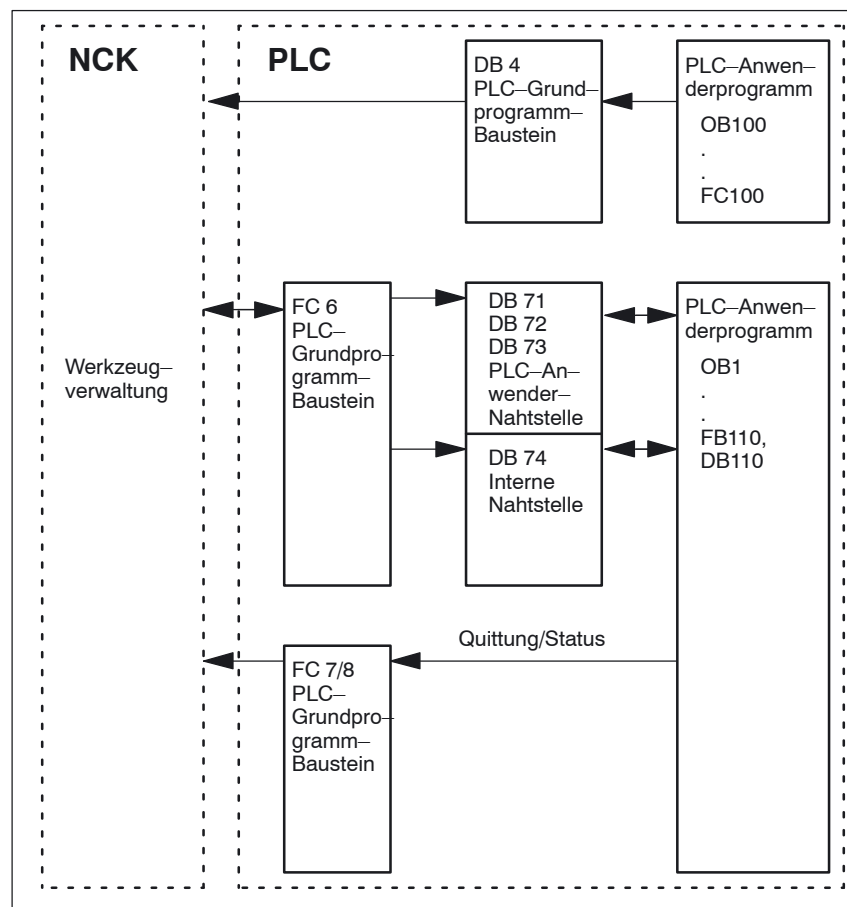 NCK
PLC
DB 4
PLC–Grund–
programm–
Baustein
PLC–Anwen–
derprogramm
OB100
.
.
FC100
Werkzeug–
verwaltung
FC 6
PLC–
Grundpro–
gramm–
Baustein
DB 71
DB 72
DB 73
PLC–An–
wender–
Nahtstelle
DB 74
Interne
Nahtstelle
PLC–Anwen–
derprogramm
OB1
.
.
FB110,
DB110
Quittung/Status
FC 7/8
PLC–
Grundpro–
gramm–
Baustein